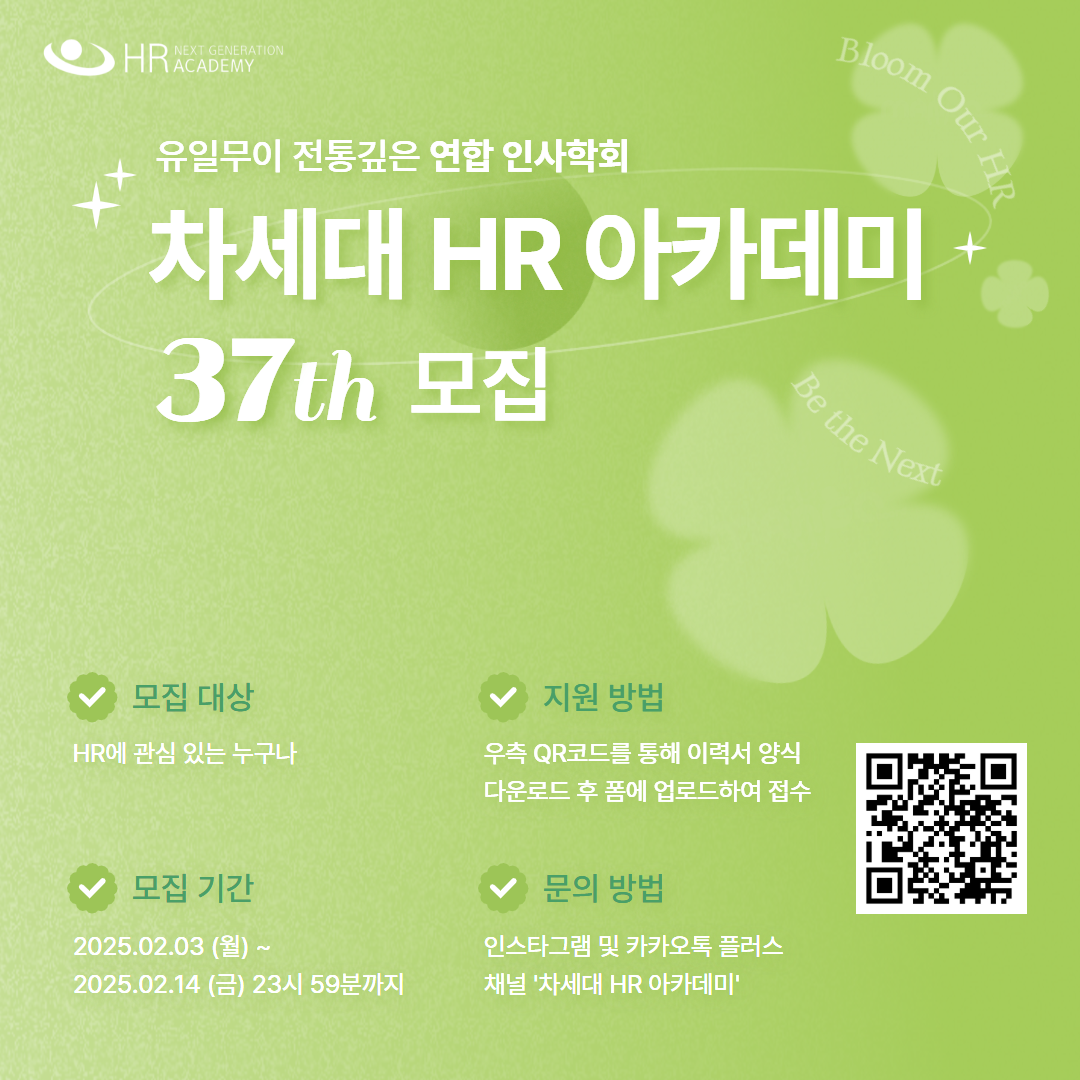 HR NEXT GENERATION
ACADEMY
Bloom Our HR
유일무이 전통깊은 연합 인사학회
차세대 HR 아카데미
37th 모집
Be the Next
모집 대상
HR에 관심 있는 누구나
지원 방법
우측 QR코드를 통해 이력서 양식
다운로드 후 폼에 업로드하여 접수
모집 기간
2025.02.03 (월) ~
2025.02.14 (금) 23시 59분까지
문의 방법
인스타그램 및 카카오톡 플러스
채널 '차세대 HR 아카데미'